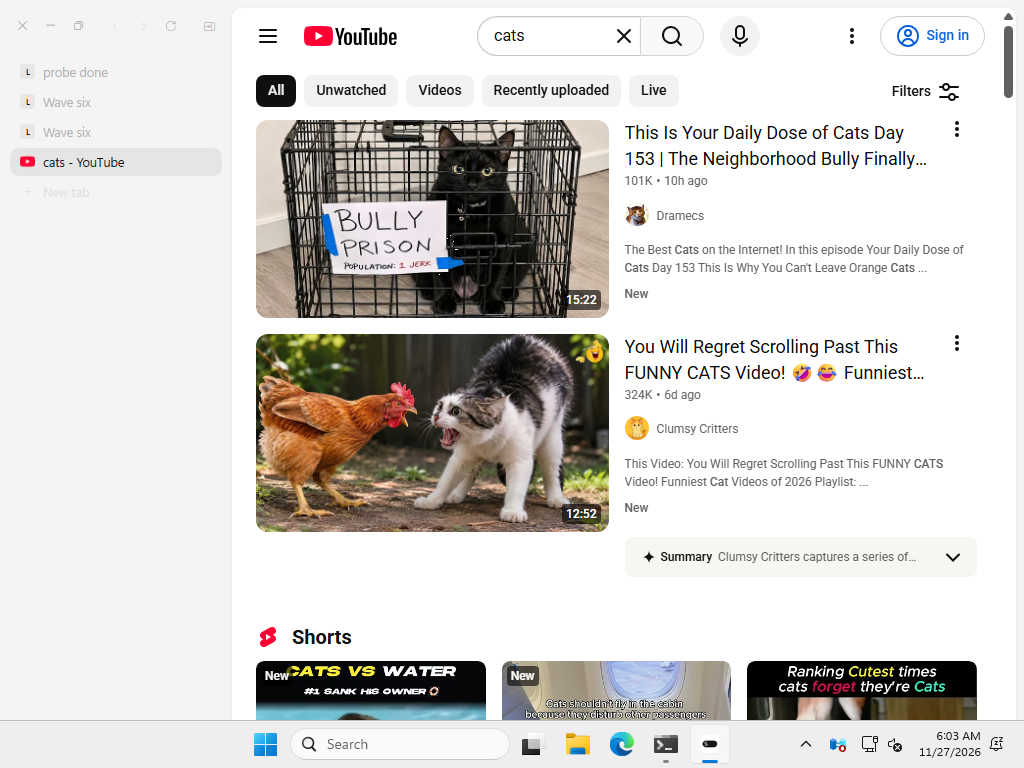 cats
Sign in
YouTube
probe done
Wave six
Wave six
cats - YouTube
New tab
All
Unwatched
Videos
Recently uploaded
Live
Filters
BULLY
PRISON
POPULATION: 1 JERK
15:22
This Is Your Daily Dose of Cats Day
153 | The Neighborhood Bully Finally...
101K • 10h ago
Dramecs
The Best Cats on the Internet! In this episode Your Daily Dose of
Cats Day 153 This Is Why You Can't Leave Orange Cats ...
New
12:52
You Will Regret Scrolling Past This
FUNNY CATS Video! 🤣 😂 Funniest...
324K • 6d ago
Clumsy Critters
This Video: You Will Regret Scrolling Past This FUNNY CATS
Video! Funniest Cat Videos of 2026 Playlist: ...
New
Summary Clumsy Critters captures a series of...
Shorts
New
CATS VS WATER
#1 SANK HIS OWNER
New
Cats shouldn't fly in the cabin
because they disturb other passengers
Ranking Cutest times
cats forget they're Cats
Search
6:03 AM
11/27/2026